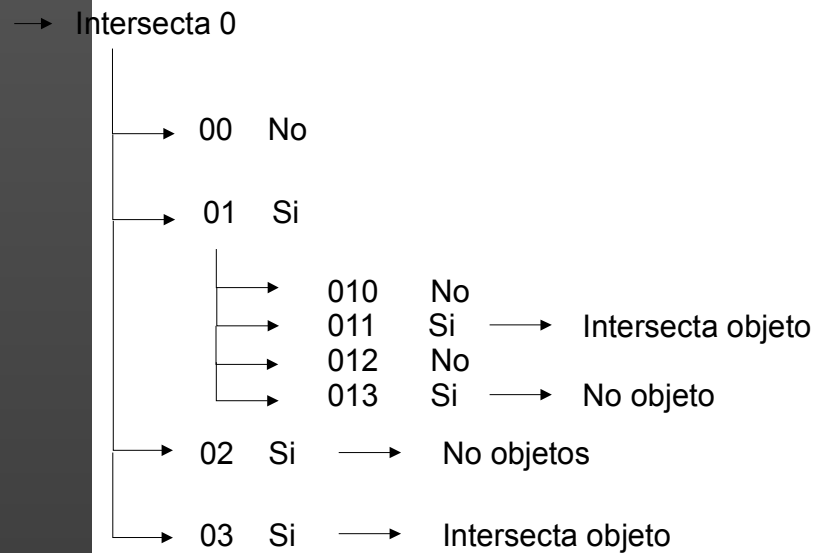 Intersecta 0
00 No
01 Si
010 No
011 Si Intersecta objeto
012 No
013 Si No objeto
02 Si No objetos
03 Si Intersecta objeto